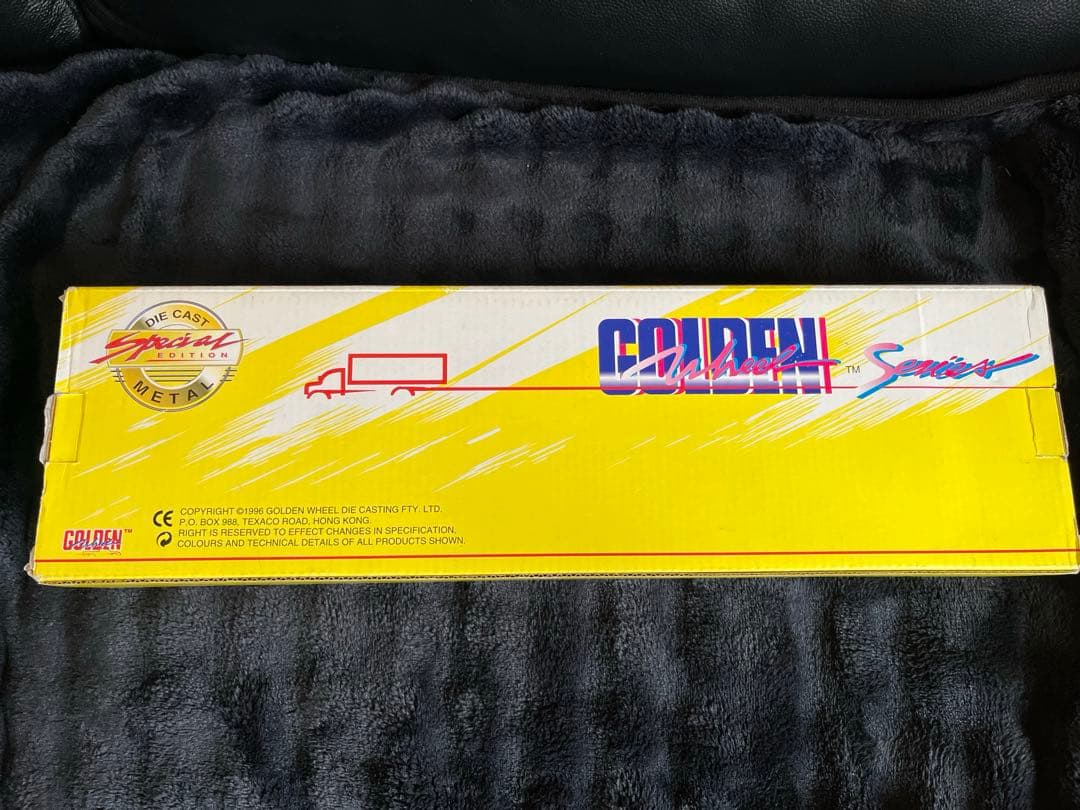 DIE CAST
Special
EDITION
METAL
GOLDEN
Wheel ™ Series
GOLDEN ™
Wheel
CE COPYRIGHT ©1996 GOLDEN WHEEL DIE CASTING FTY. LTD.
P.O. BOX 988, TEXACO ROAD, HONG KONG.
RIGHT IS RESERVED TO EFFECT CHANGES IN SPECIFICATION.
COLOURS AND TECHNICAL DETAILS OF ALL PRODUCTS SHOWN.